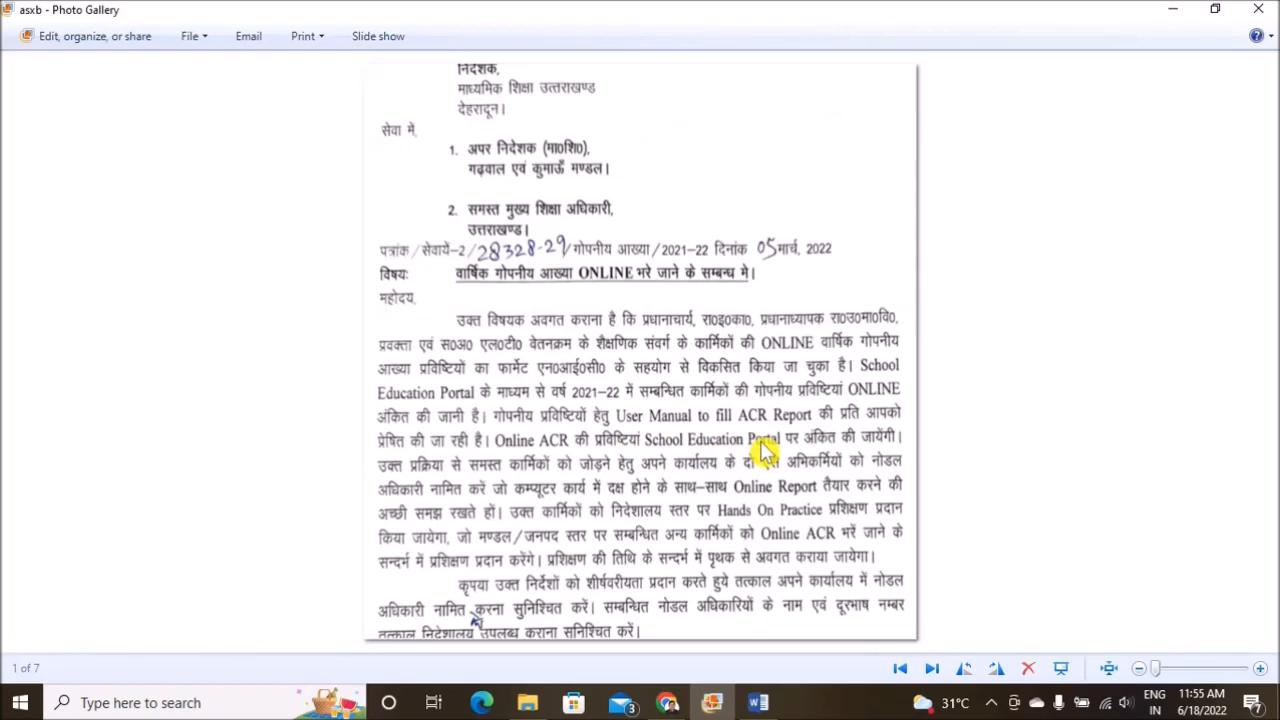 asxb - Photo Gallery
Edit, organize, or share File Email Print Slide show
निदेशक,
माध्यमिक शिक्षा उत्तराखण्ड
देहरादून।
सेवा में,
1. अपर निदेशक (मा0शि0),
गढ़वाल एवं कुमाऊँ मण्डल।
2. समस्त मुख्य शिक्षा अधिकारी,
उत्तराखण्ड।
पत्रांक/सेवायें-2/28328-29/गोपनीय आख्या/2021-22 दिनांक 05 मार्च, 2022
विषयः वार्षिक गोपनीय आख्या ONLINE भरे जाने के सम्बन्ध मे।
महोदय,
उक्त विषयक अवगत कराना है कि प्रधानाचार्य, रा0इ0का0, प्रधानाध्यापक रा0उ0मा0वि0,
प्रवक्ता एवं स0अ0 एल0टी0 वेतनक्रम के शैक्षणिक संवर्ग के कार्मिकों की ONLINE वार्षिक गोपनीय
आख्या प्रविष्टियों का फार्मेट एन0आई0सी0 के सहयोग से विकसित किया जा चुका है। School
Education Portal के माध्यम से वर्ष 2021-22 में सम्बन्धित कार्मिकों की गोपनीय प्रविष्टियां ONLINE
अंकित की जानी है। गोपनीय प्रविष्टियों हेतु User Manual to fill ACR Report की प्रति आपको
प्रेषित की जा रही है। Online ACR की प्रविष्टियां School Education Portal पर अंकित की जायेंगी।
उक्त प्रक्रिया से समस्त कार्मिकों को जोड़ने हेतु अपने कार्यालय के दो अभिकर्मियों को नोडल
अधिकारी नामित करें जो कम्प्यूटर कार्य में दक्ष होने के साथ-साथ Online Report तैयार करने की
अच्छी समझ रखते हों। उक्त कार्मिकों को निदेशालय स्तर पर Hands On Practice प्रशिक्षण प्रदान
किया जायेगा, जो मण्डल/जनपद स्तर पर सम्बन्धित अन्य कार्मिकों को Online ACR भरें जाने के
सन्दर्भ में प्रशिक्षण प्रदान करेंगे। प्रशिक्षण की तिथि के सन्दर्भ में पृथक से अवगत कराया जायेगा।
कृपया उक्त निर्देशों को शीर्षवरीयता प्रदान करते हुये तत्काल अपने कार्यालय में नोडल
अधिकारी नामित करना सुनिश्चित करें। सम्बन्धित नोडल अधिकारियों के नाम एवं दूरभाष नम्बर
तत्काल निदेशालय उपलब्ध कराना सुनिश्चित करें।
1 of 7
Type here to search 3 31°C ENG 11:55 AM
IN 6/18/2022 7